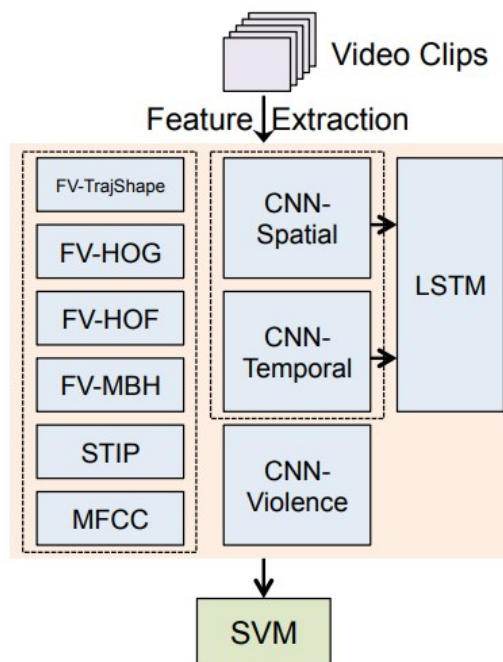 Video Clips
Feature Extraction
FV-TrajShape
FV-HOG
FV-HOF
FV-MBH
STIP
MFCC
CNN-
Spatial
CNN-
Temporal
CNN-
Violence
LSTM
SVM